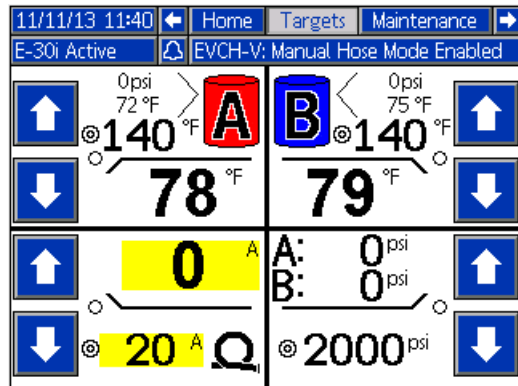 11/11/13 11:40 Home Targets Maintenance
E-30i Active EVCH-V: Manual Hose Mode Enabled
0psi 0psi
72 °F 75 °F
A B
140 °F 140 °F
78 °F 79 °F
0 A A: 0 psi
B: 0 psi
20 A 2000 psi